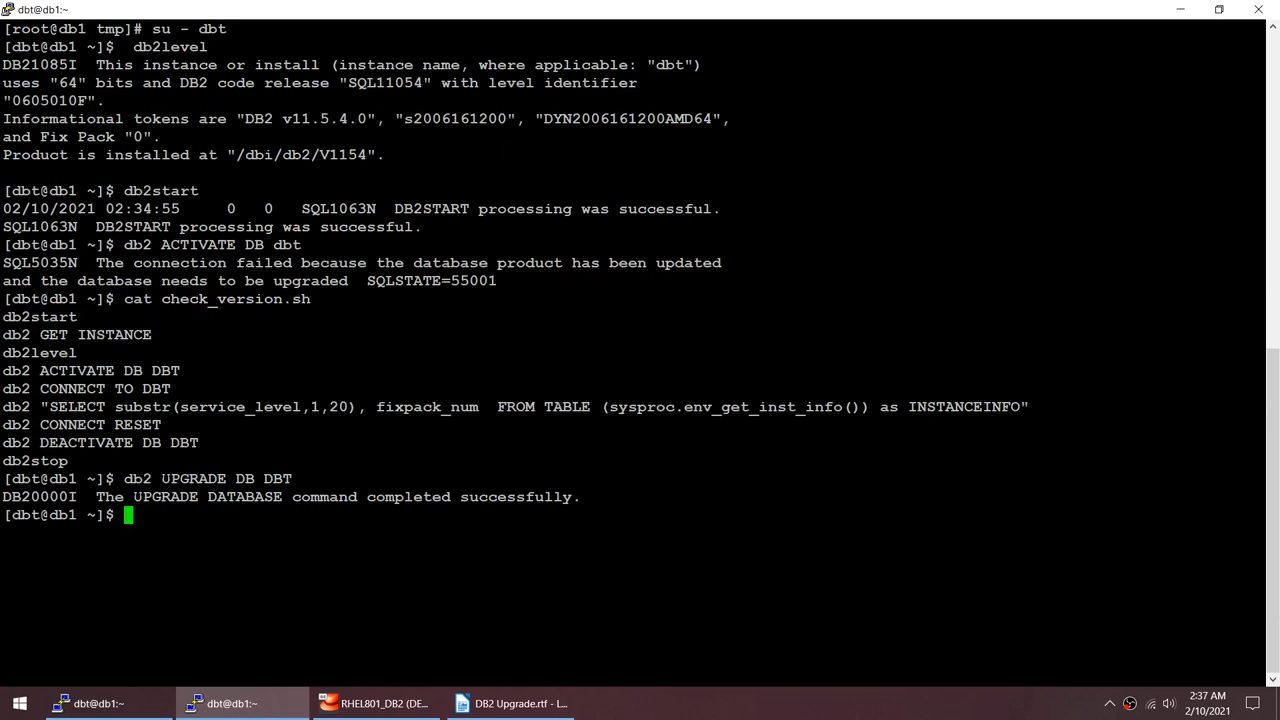 dbt@db1:~
[root@db1 tmp]# su - dbt
[dbt@db1 ~]$  db2level
DB21085I  This instance or install (instance name, where applicable: "dbt")
uses "64" bits and DB2 code release "SQL11054" with level identifier
"0605010F".
Informational tokens are "DB2 v11.5.4.0", "s2006161200", "DYN2006161200AMD64",
and Fix Pack "0".
Product is installed at "/dbi/db2/V1154".
[dbt@db1 ~]$ db2start
02/10/2021 02:34:55     0   0   SQL1063N  DB2START processing was successful.
SQL1063N  DB2START processing was successful.
[dbt@db1 ~]$ db2 ACTIVATE DB dbt
SQL5035N  The connection failed because the database product has been updated
and the database needs to be upgraded  SQLSTATE=55001
[dbt@db1 ~]$ cat check_version.sh
db2start
db2 GET INSTANCE
db2level
db2 ACTIVATE DB DBT
db2 CONNECT TO DBT
db2 "SELECT substr(service_level,1,20), fixpack_num  FROM TABLE (sysproc.env_get_inst_info()) as INSTANCEINFO"
db2 CONNECT RESET
db2 DEACTIVATE DB DBT
db2stop
[dbt@db1 ~]$ db2 UPGRADE DB DBT
DB20000I  The UPGRADE DATABASE command completed successfully.
[dbt@db1 ~]$
dbt@db1:~
dbt@db1:~
RHEL801_DB2 (DE...
DB2 Upgrade.rtf - L...
2:37 AM
2/10/2021